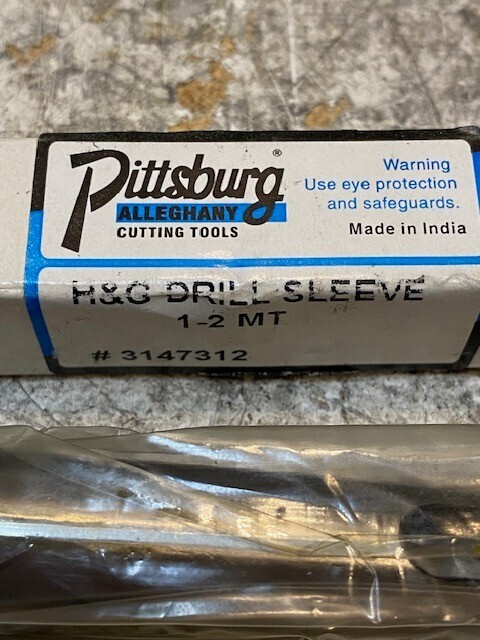 Pittsburg®
ALLEGHANY
CUTTING TOOLS
Warning
Use eye protection
and safeguards.
Made in India
H&G DRILL SLEEVE
1-2 MT
# 3147312